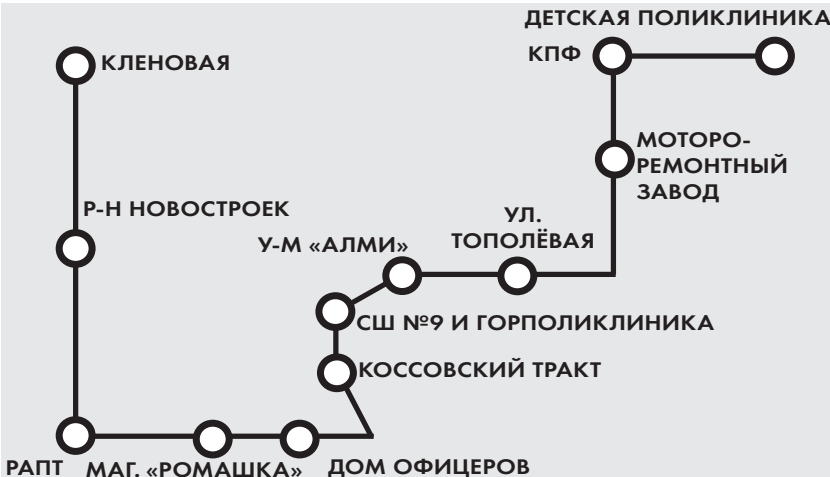 ДЕТСКАЯ ПОЛИКЛИНИКА
КПФ
КЛЕНОВАЯ
МОТОРО-
РЕМОНТНЫЙ
ЗАВОД
Р-Н НОВОСТРОЕК
УЛ.
ТОПОЛЁВАЯ
У-М «АЛМИ»
СШ №9 И ГОРПОЛИКЛИНИКА
КОССОВСКИЙ ТРАКТ
РАПТ
МАГ. «РОМАШКА»
ДОМ ОФИЦЕРОВ